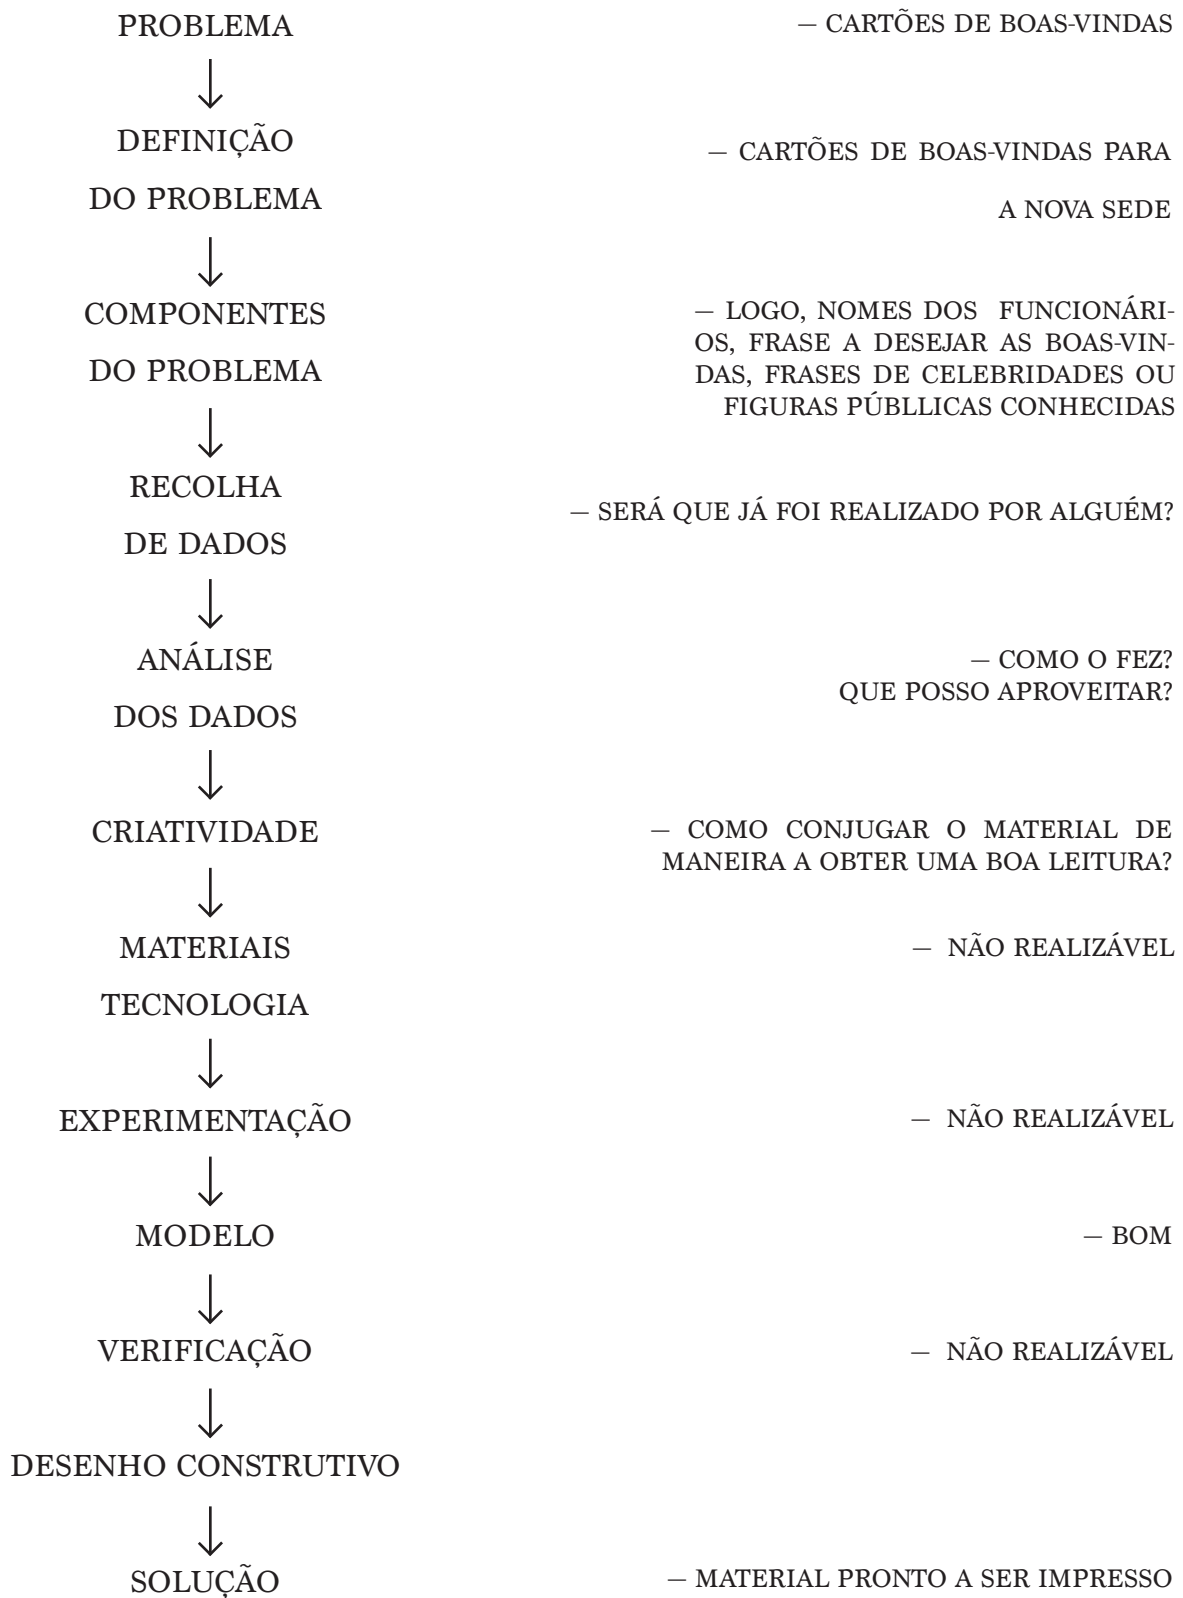 PROBLEMA
— CARTÕES DE BOAS-VINDAS
DEFINIÇÃO
DO PROBLEMA
— CARTÕES DE BOAS-VINDAS PARA
A NOVA SEDE
COMPONENTES
DO PROBLEMA
— LOGO, NOMES DOS FUNCIONÁRI-
OS, FRASE A DESEJAR AS BOAS-VIN-
DAS, FRASES DE CELEBRIDADES OU
FIGURAS PÚBLLICAS CONHECIDAS
RECOLHA
DE DADOS
— SERÁ QUE JÁ FOI REALIZADO POR ALGUÉM?
ANÁLISE
DOS DADOS
— COMO O FEZ?
QUE POSSO APROVEITAR?
CRIATIVIDADE
— COMO CONJUGAR O MATERIAL DE
MANEIRA A OBTER UMA BOA LEITURA?
MATERIAIS
TECNOLOGIA
— NÃO REALIZÁVEL
EXPERIMENTAÇÃO
— NÃO REALIZÁVEL
MODELO
— BOM
VERIFICAÇÃO
— NÃO REALIZÁVEL
DESENHO CONSTRUTIVO
SOLUÇÃO
— MATERIAL PRONTO A SER IMPRESSO